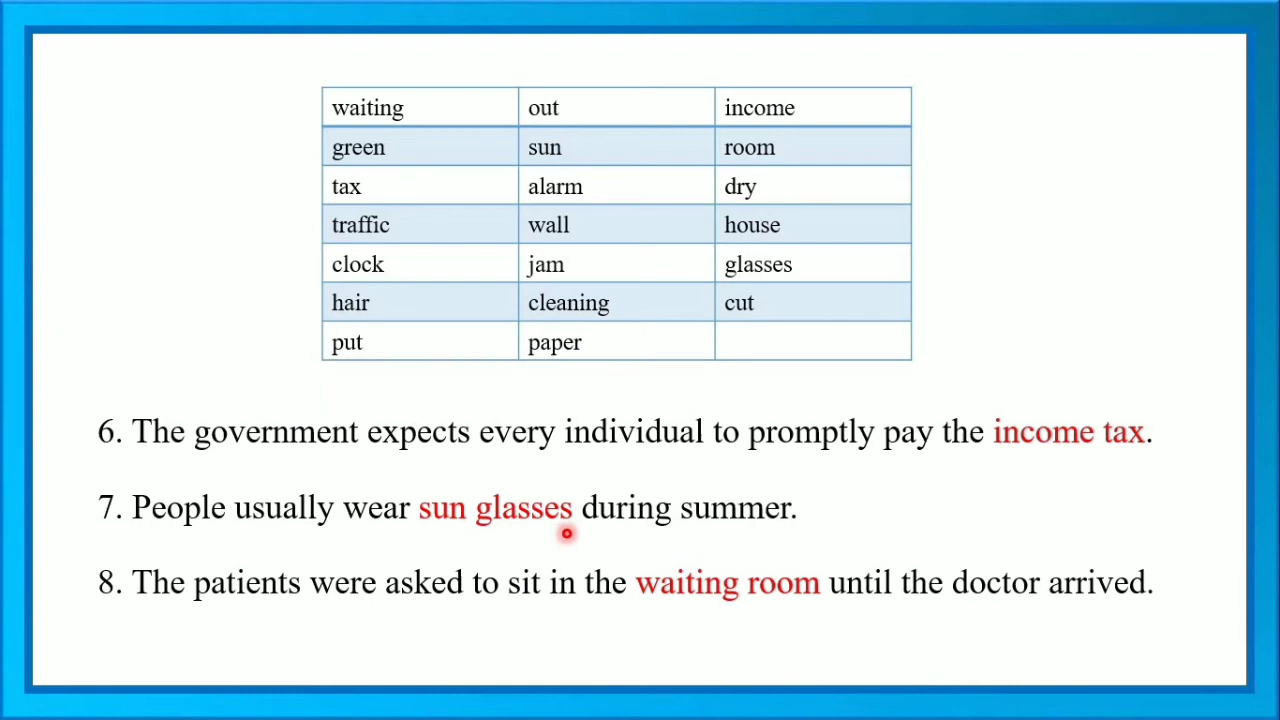 waiting out income
green sun room
tax alarm dry
traffic wall house
clock jam glasses
hair cleaning cut
put paper
6. The government expects every individual to promptly pay the income tax.
7. People usually wear sun glasses during summer.
8. The patients were asked to sit in the waiting room until the doctor arrived.